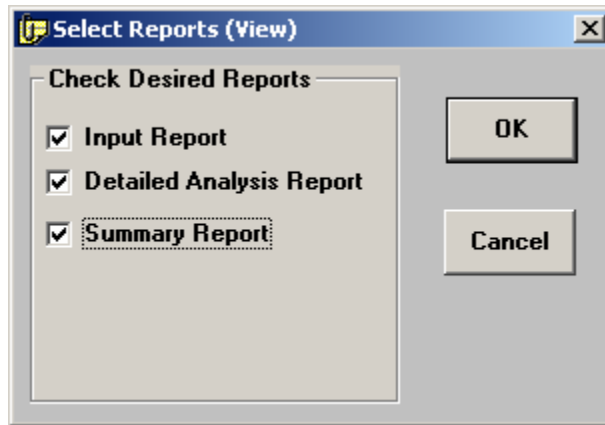 Select Reports (View)
Check Desired Reports
Input Report
Detailed Analysis Report
Summary Report
OK
Cancel